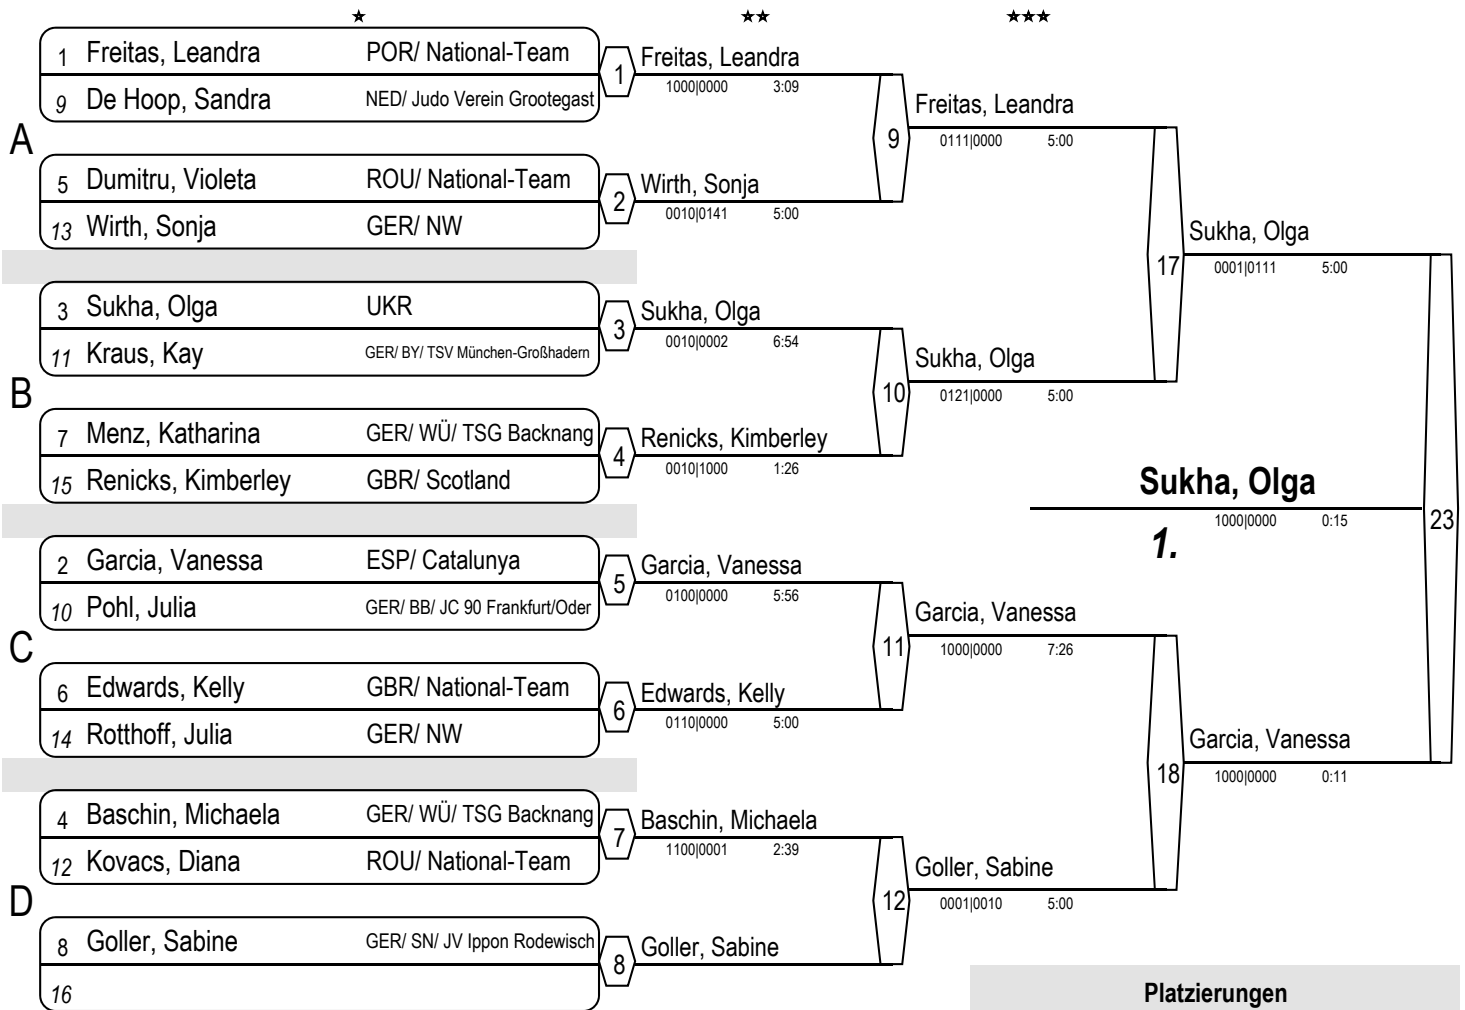 1 Freitas, Leandra POR/ National-Team
9 De Hoop, Sandra NED/ Judo Verein Grootegast
1 Freitas, Leandra
1000|0000 3:09
A
5 Dumitru, Violeta ROU/ National-Team
13 Wirth, Sonja GER/ NW
2 Wirth, Sonja
0010|0141 5:00
9 Freitas, Leandra
0111|0000 5:00
3 Sukha, Olga UKR
11 Kraus, Kay GER/ BY/ TSV München-Großhadern
3 Sukha, Olga
0010|0002 6:54
B
7 Menz, Katharina GER/ WÜ/ TSG Backnang
15 Renicks, Kimberley GBR/ Scotland
4 Renicks, Kimberley
0010|1000 1:26
10 Sukha, Olga
0121|0000 5:00
17 Sukha, Olga
0001|0111 5:00
2 Garcia, Vanessa ESP/ Catalunya
10 Pohl, Julia GER/ BB/ JC 90 Frankfurt/Oder
5 Garcia, Vanessa
0100|0000 5:56
C
6 Edwards, Kelly GBR/ National-Team
14 Rotthoff, Julia GER/ NW
6 Edwards, Kelly
0110|0000 5:00
11 Garcia, Vanessa
1000|0000 7:26
4 Baschin, Michaela GER/ WÜ/ TSG Backnang
12 Kovacs, Diana ROU/ National-Team
7 Baschin, Michaela
1100|0001 2:39
D
8 Goller, Sabine GER/ SN/ JV Ippon Rodewisch
16
8 Goller, Sabine
12 Goller, Sabine
0001|0010 5:00
18 Garcia, Vanessa
1000|0000 0:11
23 Sukha, Olga
1. 1000|0000 0:15
Platzierungen